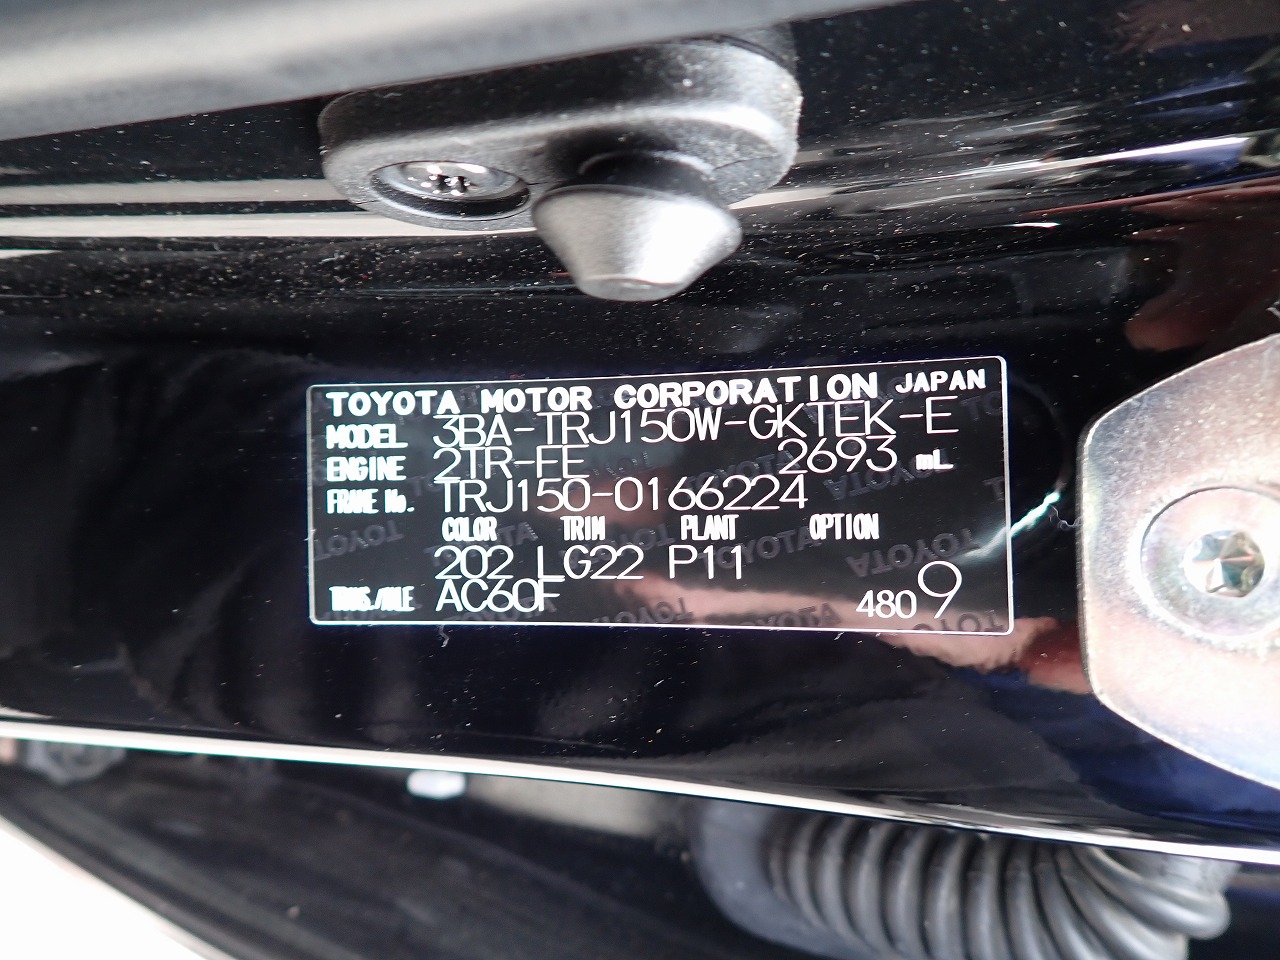 TOYOTA MOTOR CORPORATION JAPAN
MODEL 3BA-TRJ150W-GKTEK-E
ENGINE 2TR-FE 2693 mL
FRAME No. TRJ150-0166224
COLOR TRIM PLANT OPTION
202 LG22 P11
TRANS./AXLE AC60F 4809